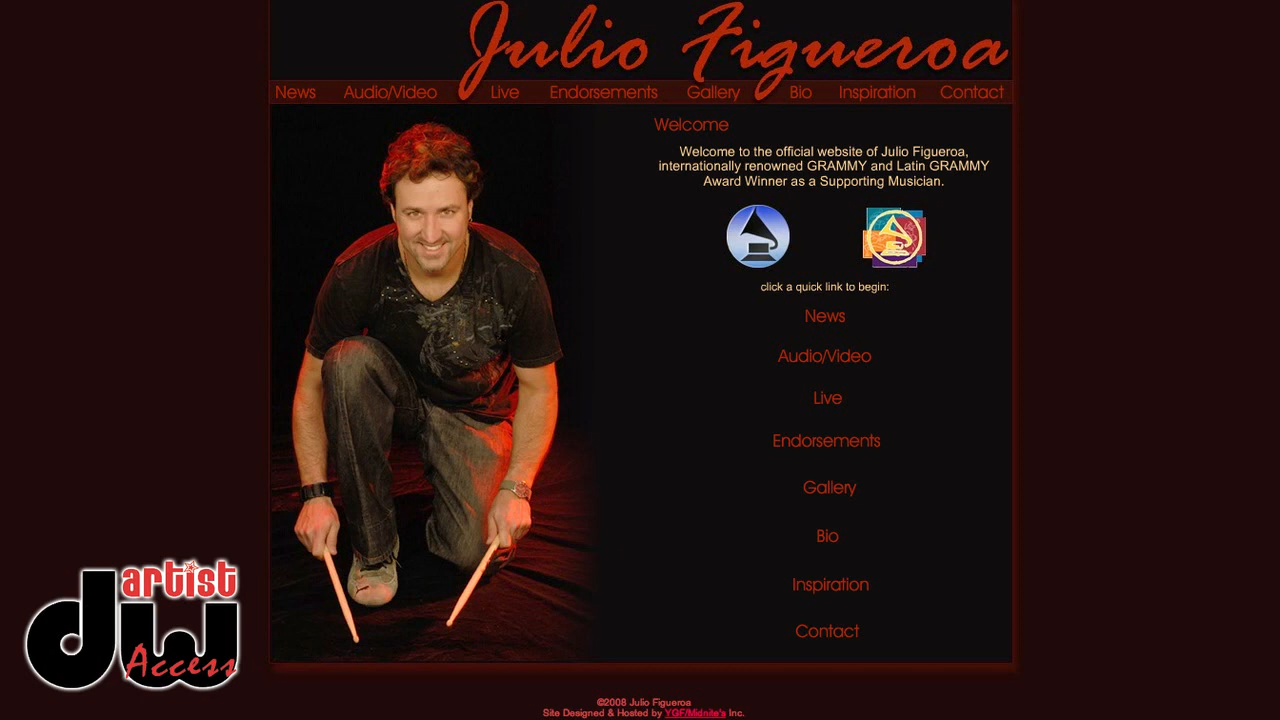 Julio Figueroa
News Audio/Video Live Endorsements Gallery Bio Inspiration Contact
Welcome
Welcome to the official website of Julio Figueroa,
internationally renowned GRAMMY and Latin GRAMMY
Award Winner as a Supporting Musician.
click a quick link to begin:
News
Audio/Video
Live
Endorsements
Gallery
Bio
Inspiration
Contact
artist
dw
Access
©2008 Julio Figueroa
Site Designed & Hosted by YGF/Midnite's Inc.